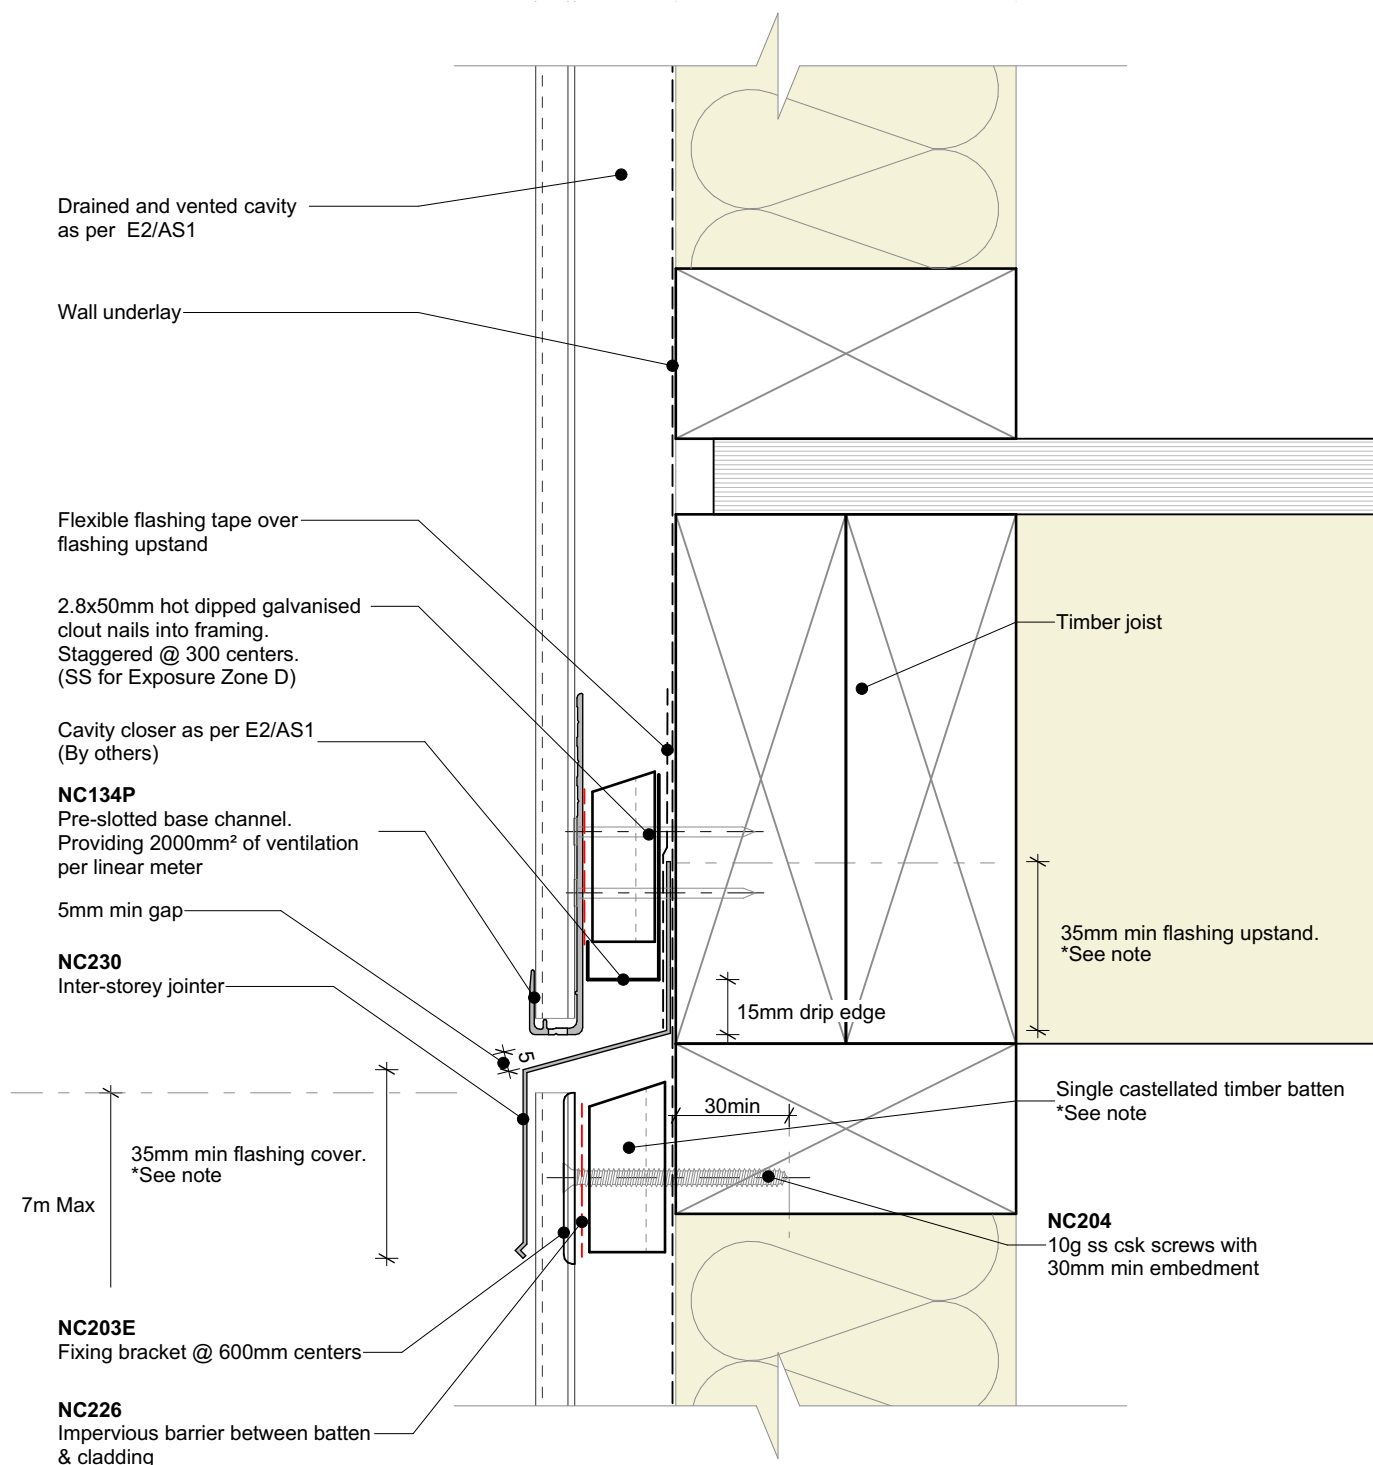 Drained and vented cavity
as per E2/AS1
Wall underlay
Flexible flashing tape over
flashing upstand
2.8x50mm hot dipped galvanised
clout nails into framing.
Staggered @ 300 centers.
(SS for Exposure Zone D)
Cavity closer as per E2/AS1
(By others)
NC134P
Pre-slotted base channel.
Providing 2000mm² of ventilation
per linear meter
5mm min gap
NC230
Inter-storey jointer
5
35mm min flashing cover.
*See note
7m Max
NC203E
Fixing bracket @ 600mm centers
NC226
Impervious barrier between batten
& cladding
Timber joist
35mm min flashing upstand.
*See note
15mm drip edge
30min
Single castellated timber batten
*See note
NC204
10g ss csk screws with
30mm min embedment